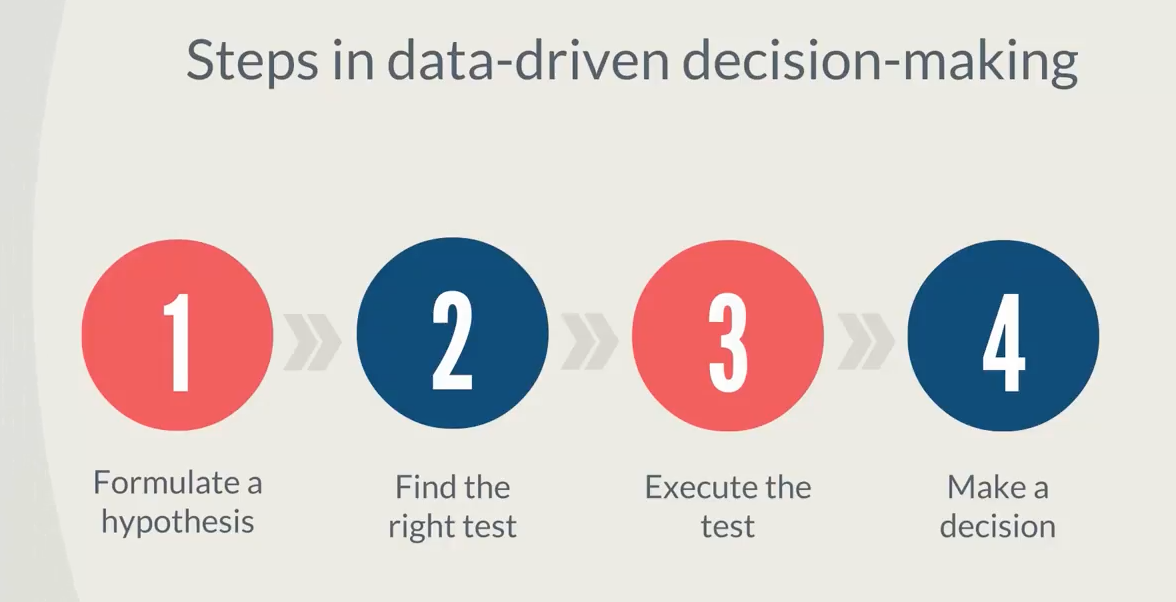 Steps in data-driven decision-making
1
2
3
4
Formulate a
hypothesis
Find the
right test
Execute the
test
Make a
decision